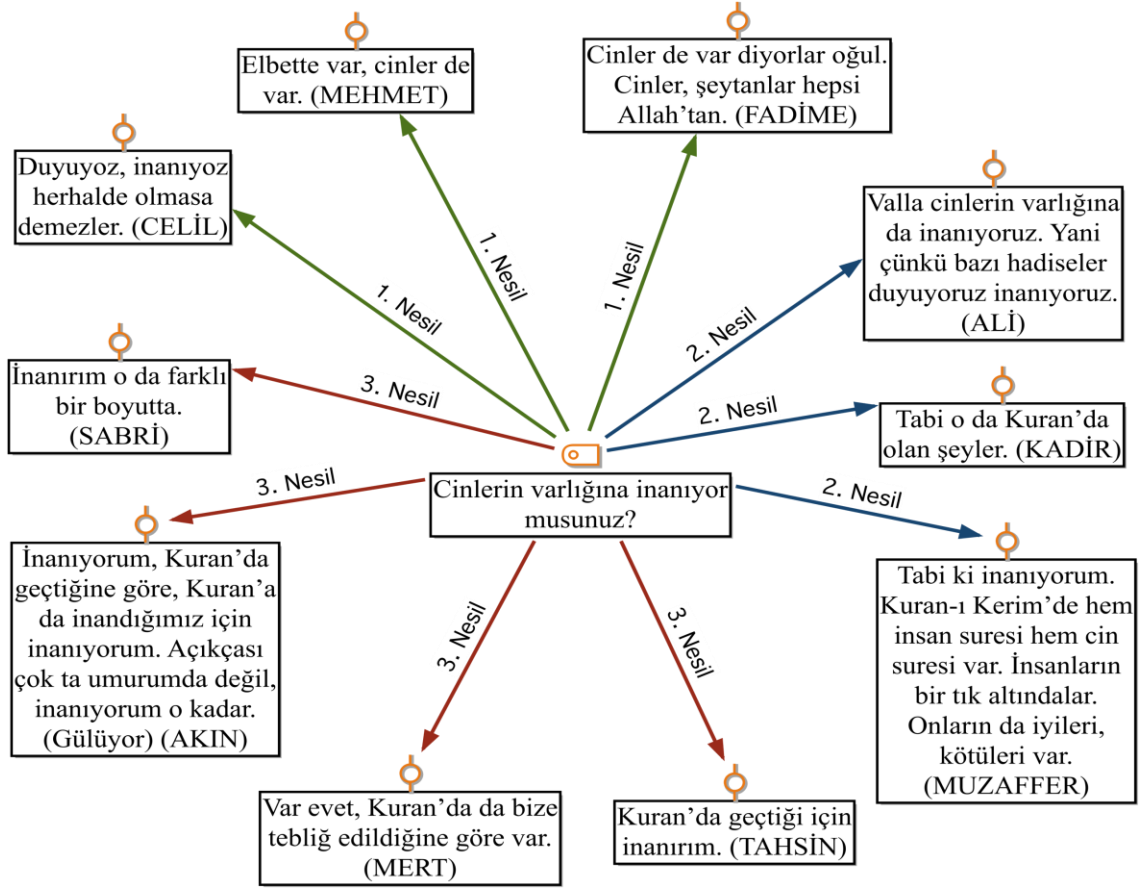 Elbette var, cinler de
var. (MEHMET)
Cinler de var diyorlar oğul.
Cinler, şeytanlar hepsi
Allah’tan. (FADİME)
Duyuyoz, inanıyoz
herhalde olmasa
demezler. (CELİL)
Valla cinlerin varlığına
da inanıyoruz. Yani
çünkü bazı hadiseler
duyuyoruz inanıyoruz.
(ALİ)
1. Nesil
1. Nesil
1. Nesil
2. Nesil
İnanırım o da farklı
bir boyutta.
(SABRİ)
3. Nesil
2. Nesil
Tabi o da Kuran’da
olan şeyler. (KADİR)
3. Nesil
Cinlerin varlığına inanıyor
musunuz?
2. Nesil
İnanıyorum, Kuran’da
geçtiğine göre, Kuran’a
da inandığımız için
inanıyorum. Açıkçası
çok ta umurumda değil,
inanıyorum o kadar.
(Gülüyor) (AKIN)
3. Nesil
3. Nesil
Tabi ki inanıyorum.
Kuran-ı Kerim’de hem
insan suresi hem cin
suresi var. İnsanların
bir tık altındalar.
Onların da iyileri,
kötüleri var.
(MUZAFFER)
Var evet, Kuran’da da bize
tebliğ edildiğine göre var.
(MERT)
Kuran’da geçtiği için
inanırım. (TAHSİN)